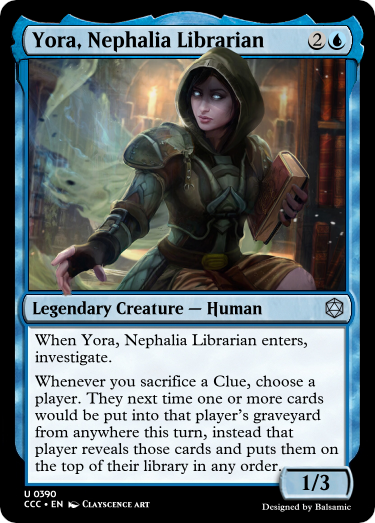 Yora, Nephalia Librarian 2
Legendary Creature — Human
When Yora, Nephalia Librarian enters,
investigate.
Whenever you sacrifice a Clue, choose a
player. They next time one or more cards
would be put into that player's graveyard
from anywhere this turn, instead that
player reveals those cards and puts them on
the top of their library in any order.
1/3
U 0390
CCC • EN CLAYSCENCE ART
Designed by Balsamic